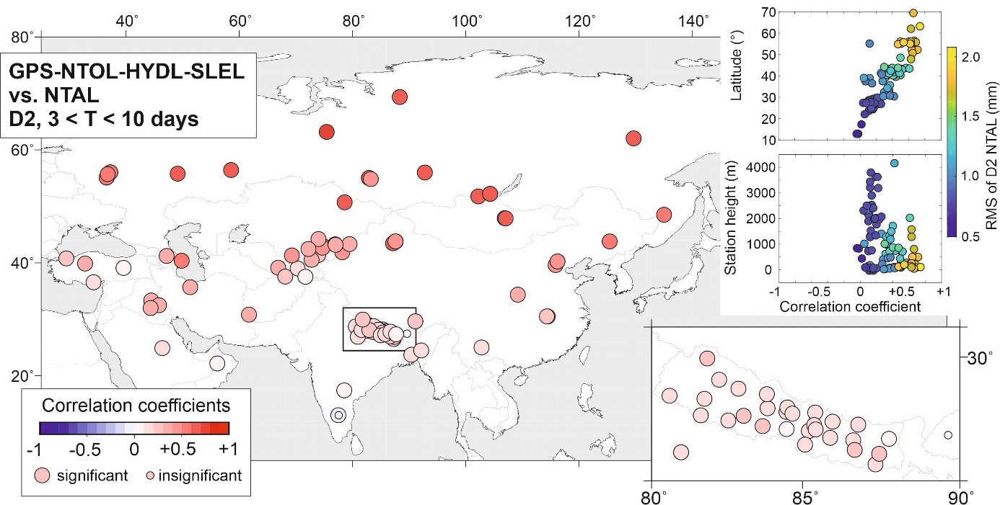 40° 60° 80° 100° 120° 140°
80°
60°
40°
20°
GPS-NTOL-HYDL-SLEL
vs. NTAL
D2, 3 < T < 10 days
Correlation coefficients
-1 -0.5 0 +0.5 +1
significant insignificant
70
60
50
40
30
20
10
Latitude (°)
4000
3000
2000
1000
0
Station height (m)
-1 -0.5 0 +0.5 +1
Correlation coefficient
2.0
1.5
1.0
0.5
RMS of D2 NTAL (mm)
30°
80° 85° 90°